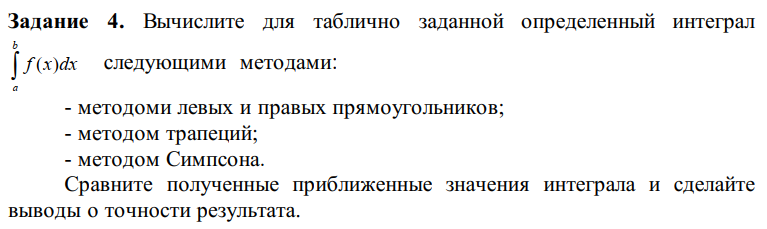 Задание 4. Вычислите для таблично заданной определенный интеграл
∫ₐᵇ f(x)dx следующими методами:
- методоми левых и правых прямоугольников;
- методом трапеций;
- методом Симпсона.
Сравните полученные приближенные значения интеграла и сделайте
выводы о точности результата.